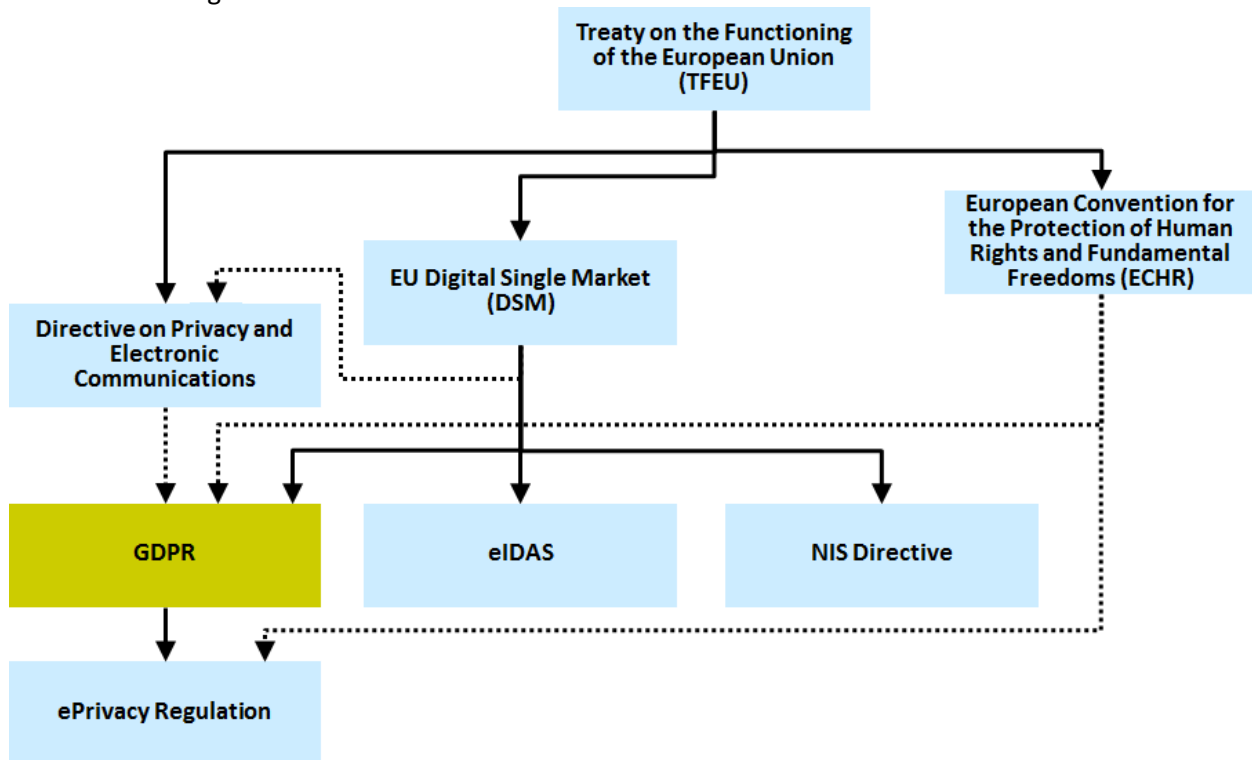 Treaty on the Functioning
of the European Union
(TFEU)
European Convention for
the Protection of Human
Rights and Fundamental
Freedoms (ECHR)
EU Digital Single Market
(DSM)
Directive on Privacy and
Electronic
Communications
GDPR
eIDAS
NIS Directive
ePrivacy Regulation